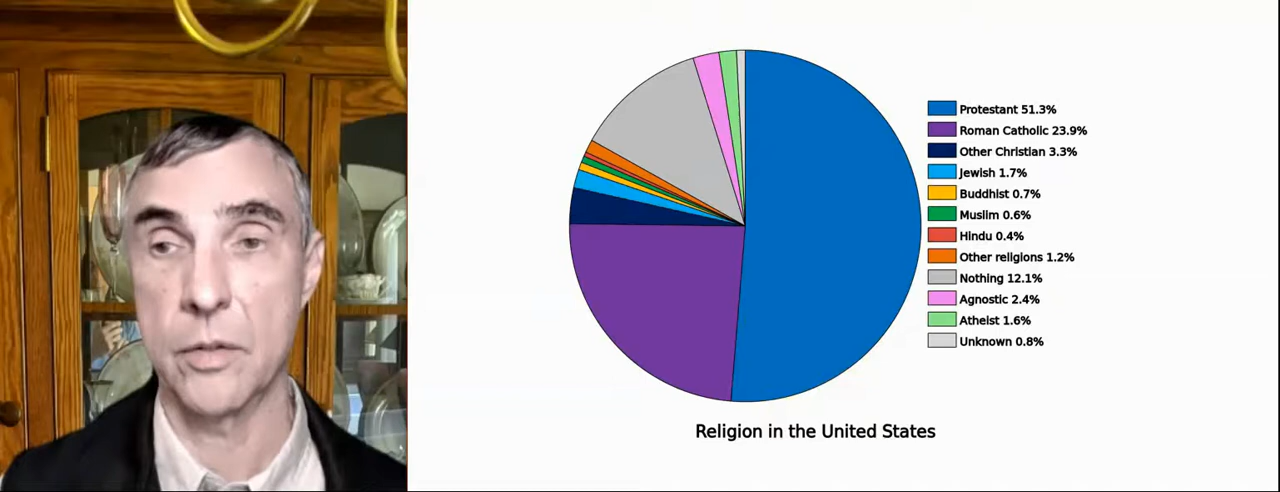 Protestant 51.3%
Roman Catholic 23.9%
Other Christian 3.3%
Jewish 1.7%
Buddhist 0.7%
Muslim 0.6%
Hindu 0.4%
Other religions 1.2%
Nothing 12.1%
Agnostic 2.4%
Atheist 1.6%
Unknown 0.8%
Religion in the United States